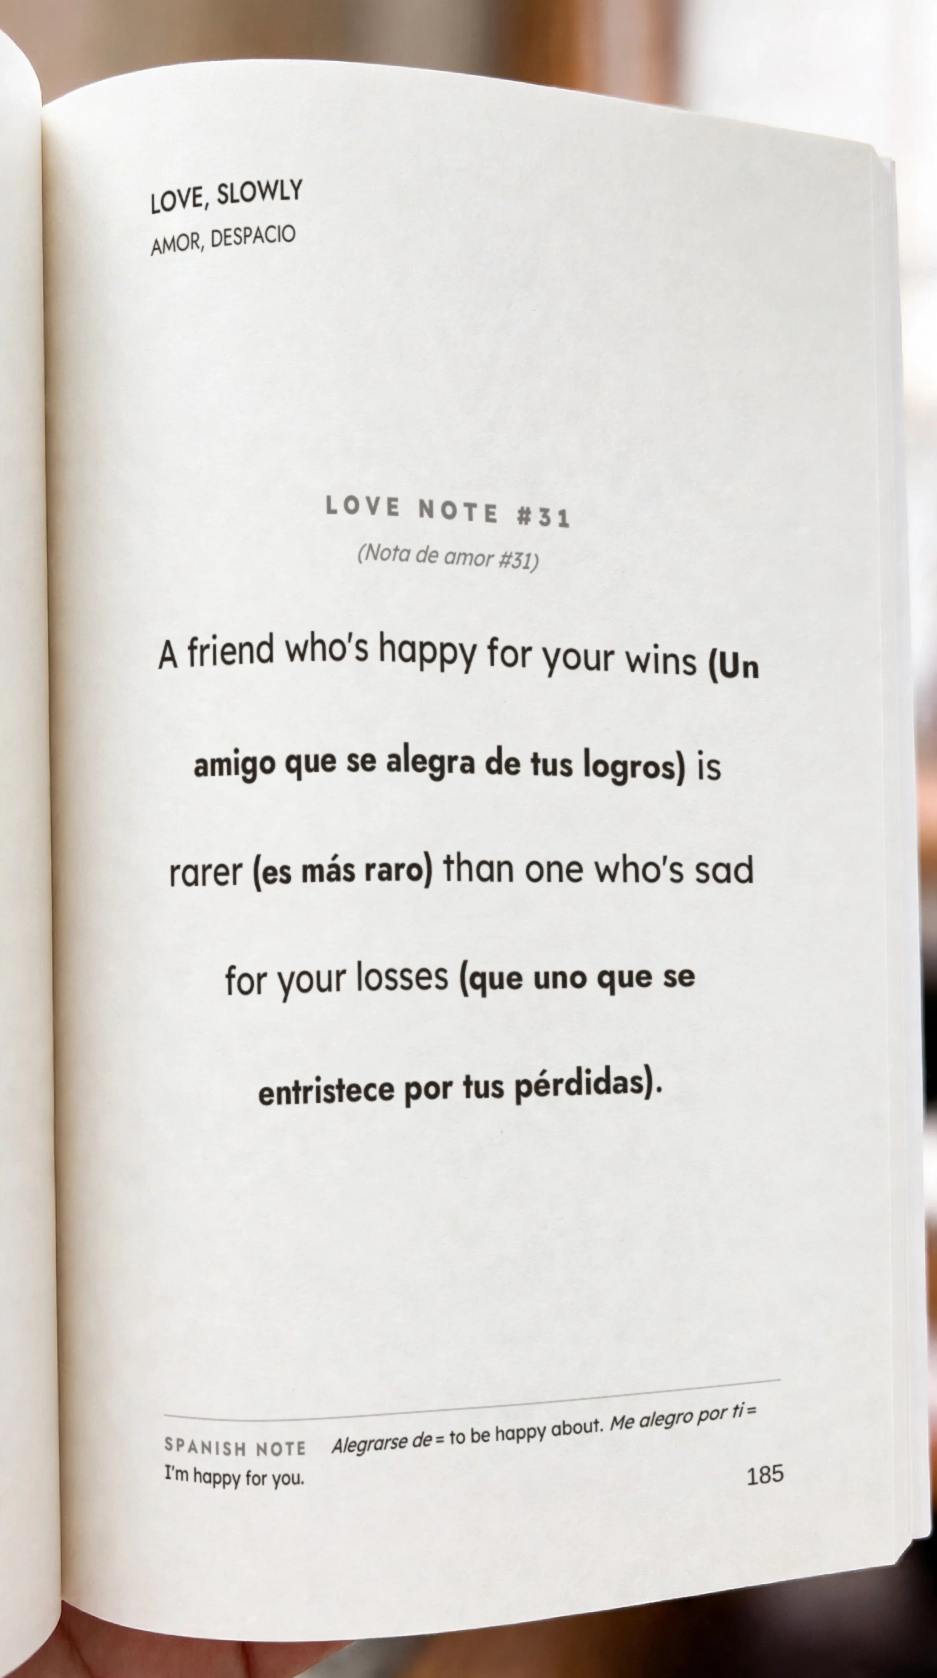 LOVE, SLOWLY
AMOR, DESPACIO
LOVE NOTE #31
(Nota de amor #31)
A friend who's happy for your wins (Un
amigo que se alegra de tus logros) is
rarer (es más raro) than one who's sad
for your losses (que uno que se
entristece por tus pérdidas).
SPANISH NOTE Alegrarse de = to be happy about. Me alegro por ti =
I'm happy for you.
185